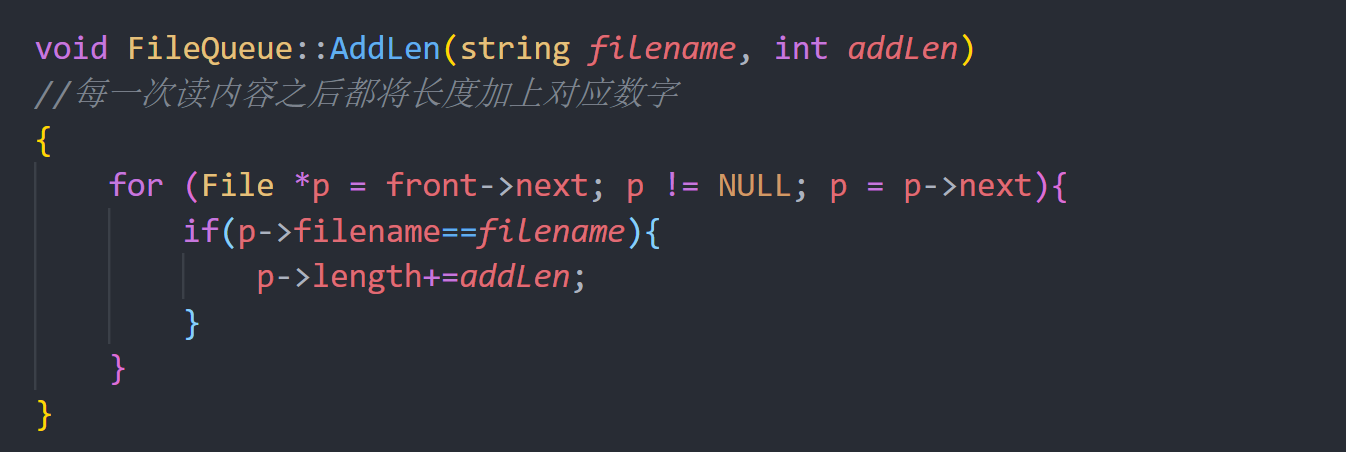 void FileQueue::AddLen(string filename, int addLen)
//每一次读内容之后都将长度加上对应数字
{
for (File *p = front->next; p != NULL; p = p->next){
if(p->filename==filename){
p->length+=addLen;
}
}
}